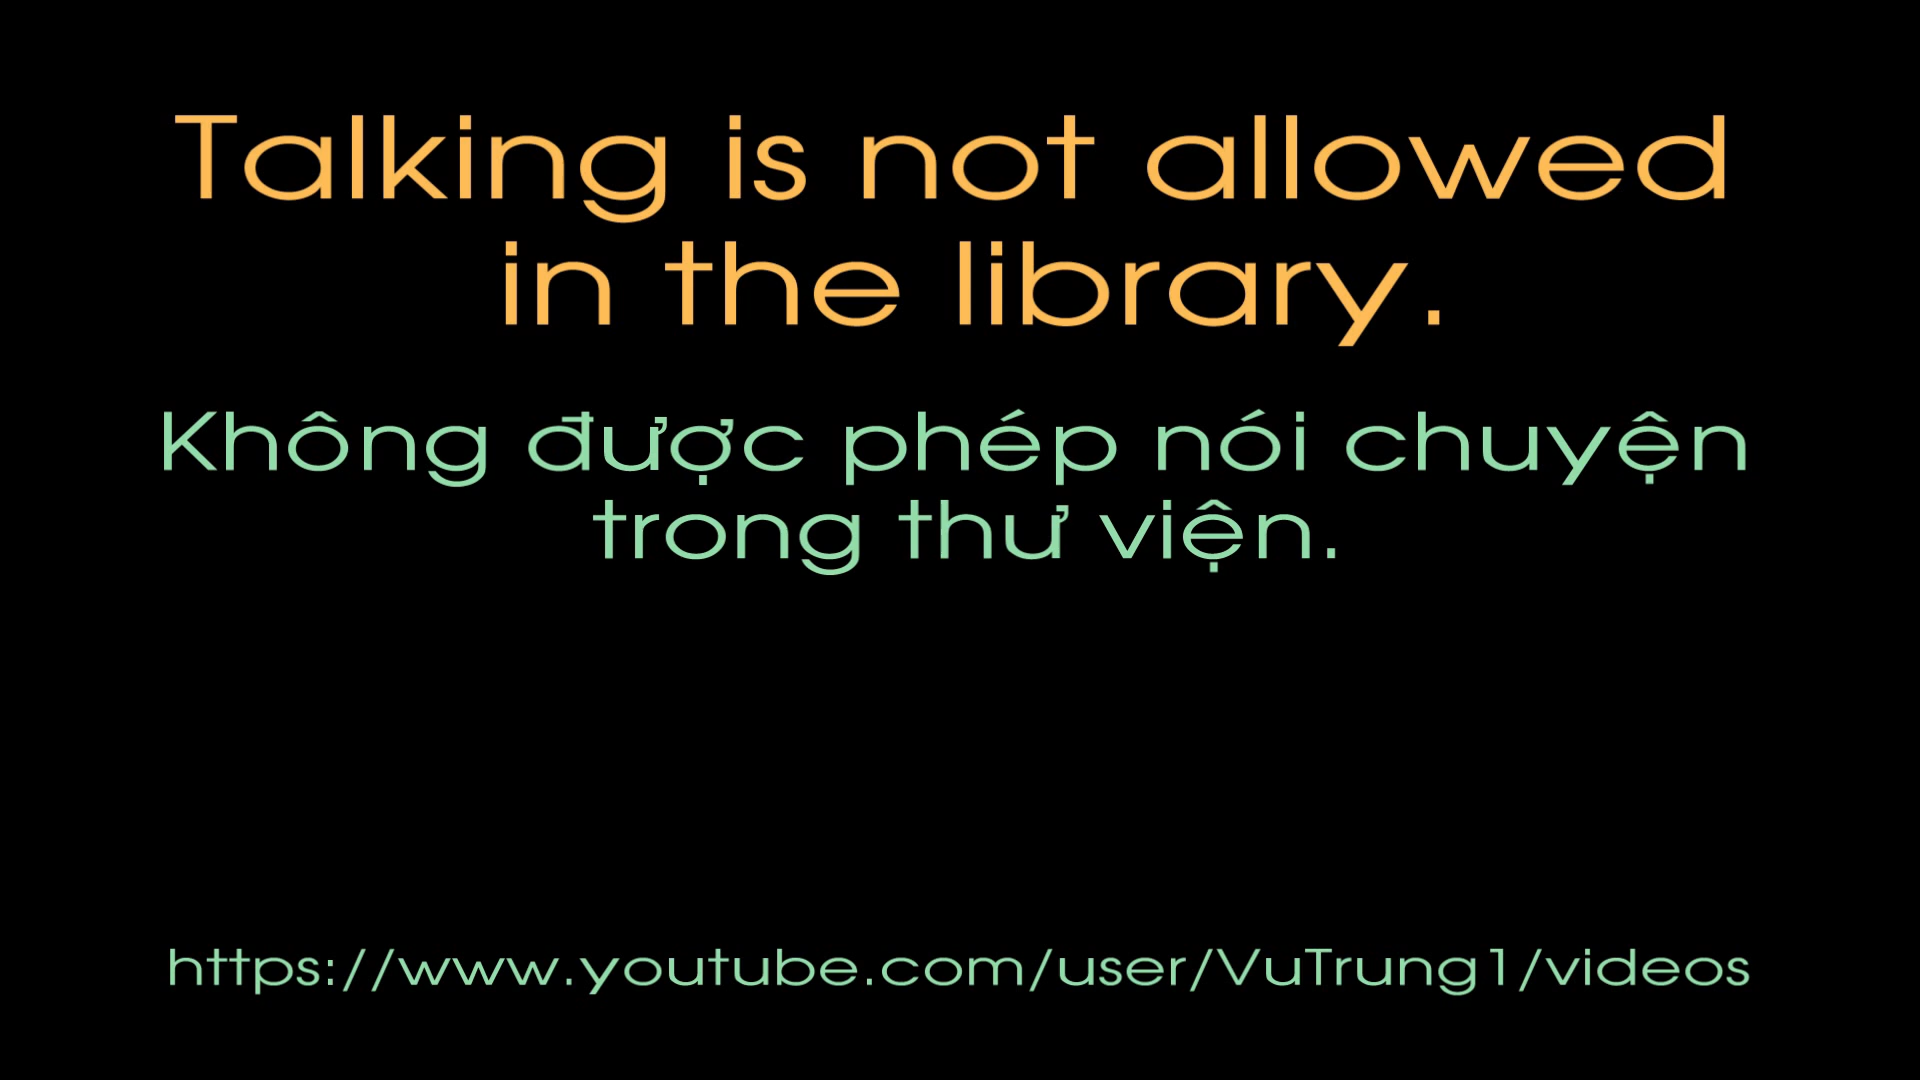 Talking is not allowed
in the library.
Không được phép nói chuyện
trong thư viện.
https://www.youtube.com/user/VuTrung1/videos